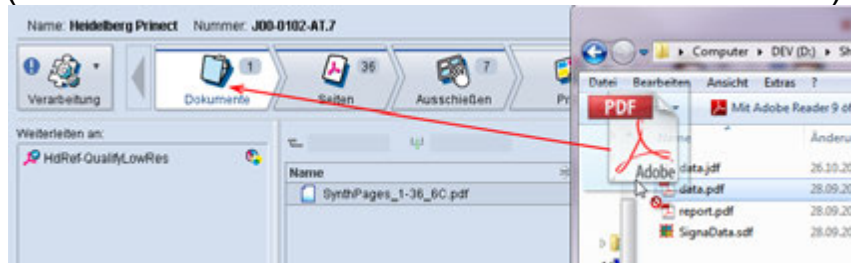 Name: Heidelberg Prinect Nummer: J00-0102-AT.7
Verarbeitung
Dokumente 1
Seiten 36
Ausschießen 7
Weiterleiten an:
HdRef-QualifyLowRes
Name
SynthPages_1-36_6C.pdf
Computer DEV (D:)
Datei Bearbeiten Ansicht Extras ?
PDF Mit Adobe Reader 9
Adobe
data.jdf 26.10.20
data.pdf 28.09.20
report.pdf 28.09.20
SignaData.sdf 28.09.20